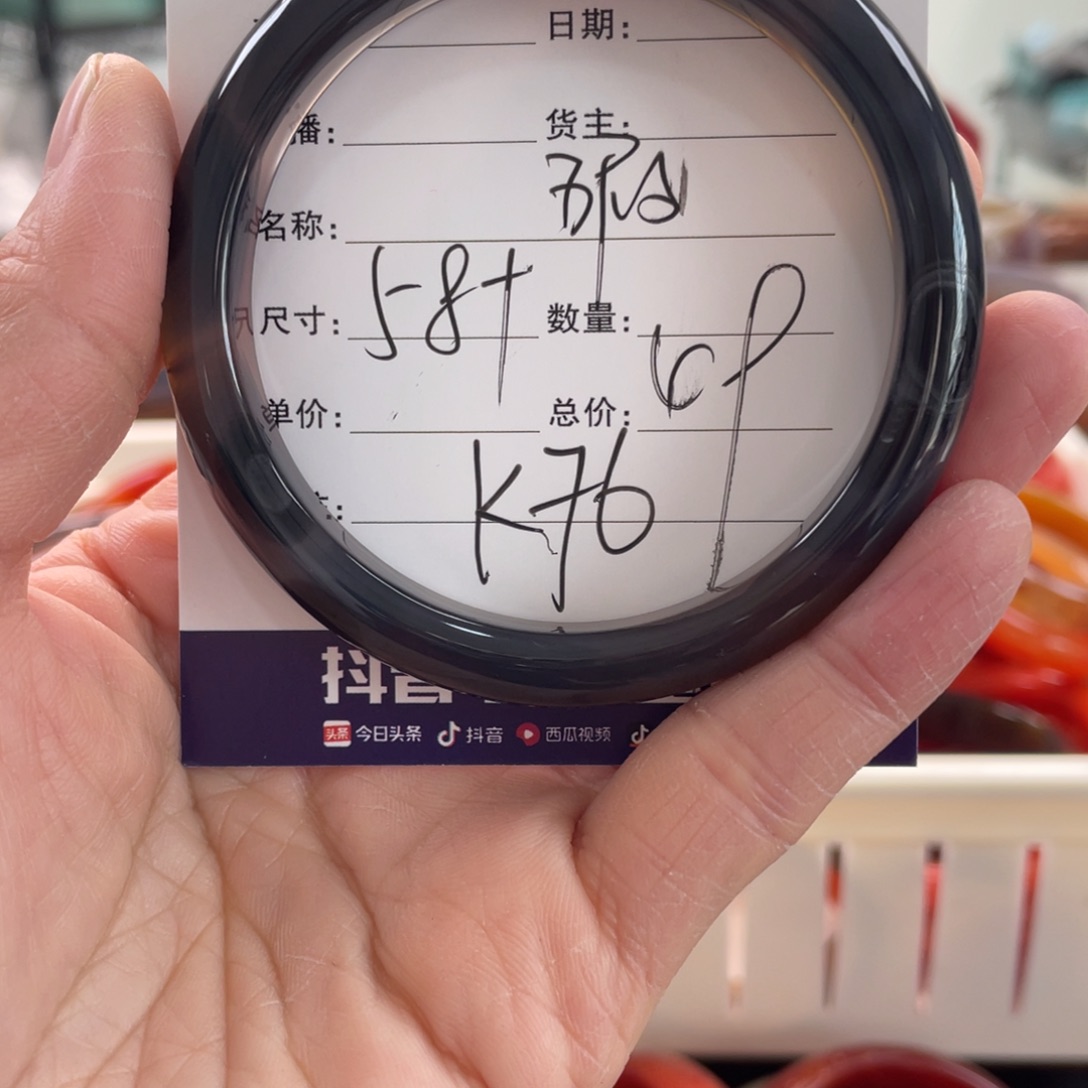 日期:
播: 货主:
名称:
尺寸: 58+ 数量:
单价: 总价:
K76
抖音
头条 今日头条 抖音 西瓜视频